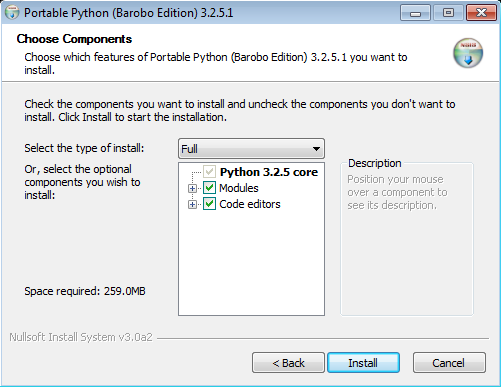 Portable Python (Barobo Edition) 3.2.5.1
Choose Components
Choose which features of Portable Python (Barobo Edition) 3.2.5.1 you want to
install.
Check the components you want to install and uncheck the components you don't want to
install. Click Install to start the installation.
Select the type of install:
Full
Or, select the optional
components you wish to
install:
Python 3.2.5 core
Modules
Code editors
Description
Position your mouse
over a component to
see its description.
Space required: 259.0MB
Nullsoft Install System v3.0a2
< Back
Install
Cancel